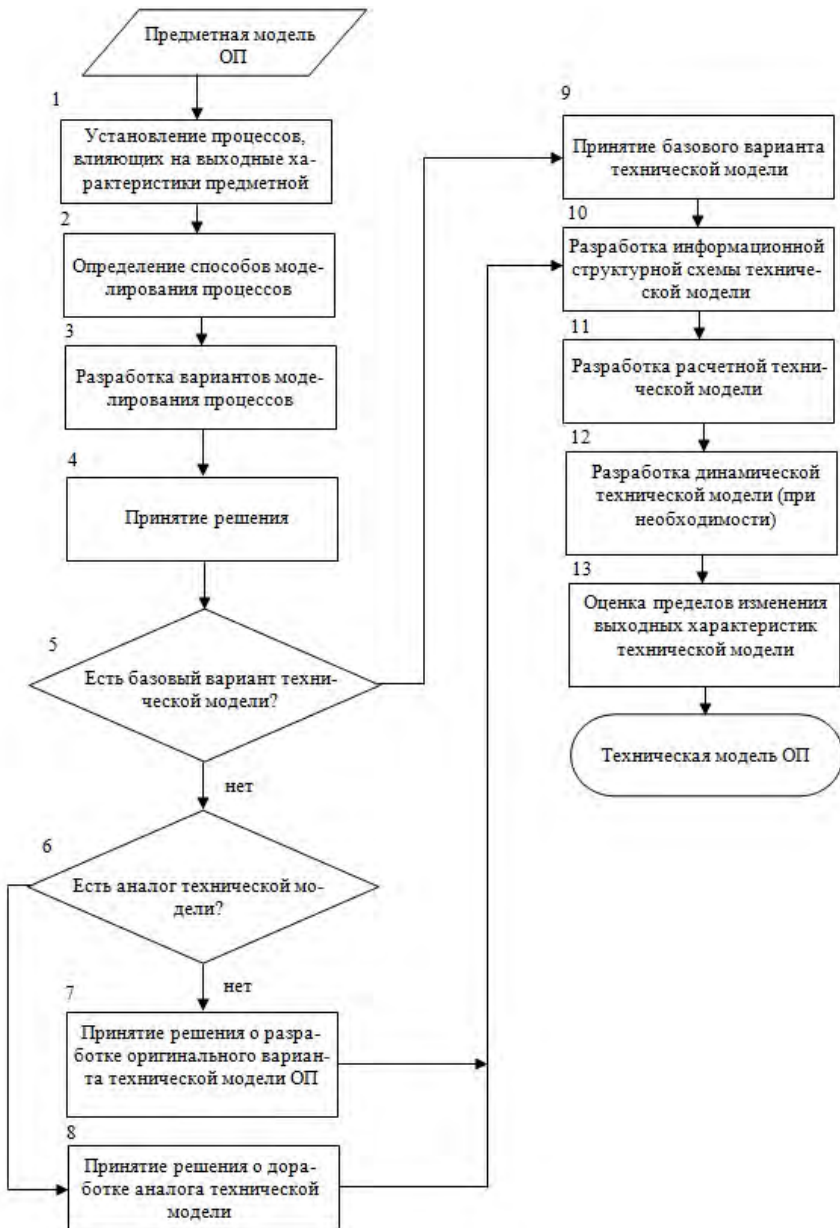 Предметная модель
ОП
1
Установление процессов,
влияющих на выходные ха-
рактеристики предметной
2
Определение способов моде-
лирования процессов
3
Разработка вариантов моде-
лирования процессов
4
Принятие решения
5
Есть базовый вариант техни-
ческой модели?
нет
6
Есть аналог технической мо-
дели?
нет
7
Принятие решения о разра-
ботке оригинального вариан-
та технической модели ОП
8
Принятие решения о дора-
ботке аналога технической
модели
9
Принятие базового варианта
технической модели
10
Разработка информационной
структурной схемы техниче-
ской модели
11
Разработка расчетной техни-
ческой модели
12
Разработка динамической
технической модели (при
необходимости)
13
Оценка пределов изменения
выходных характеристик
технической модели
Техническая модель ОП